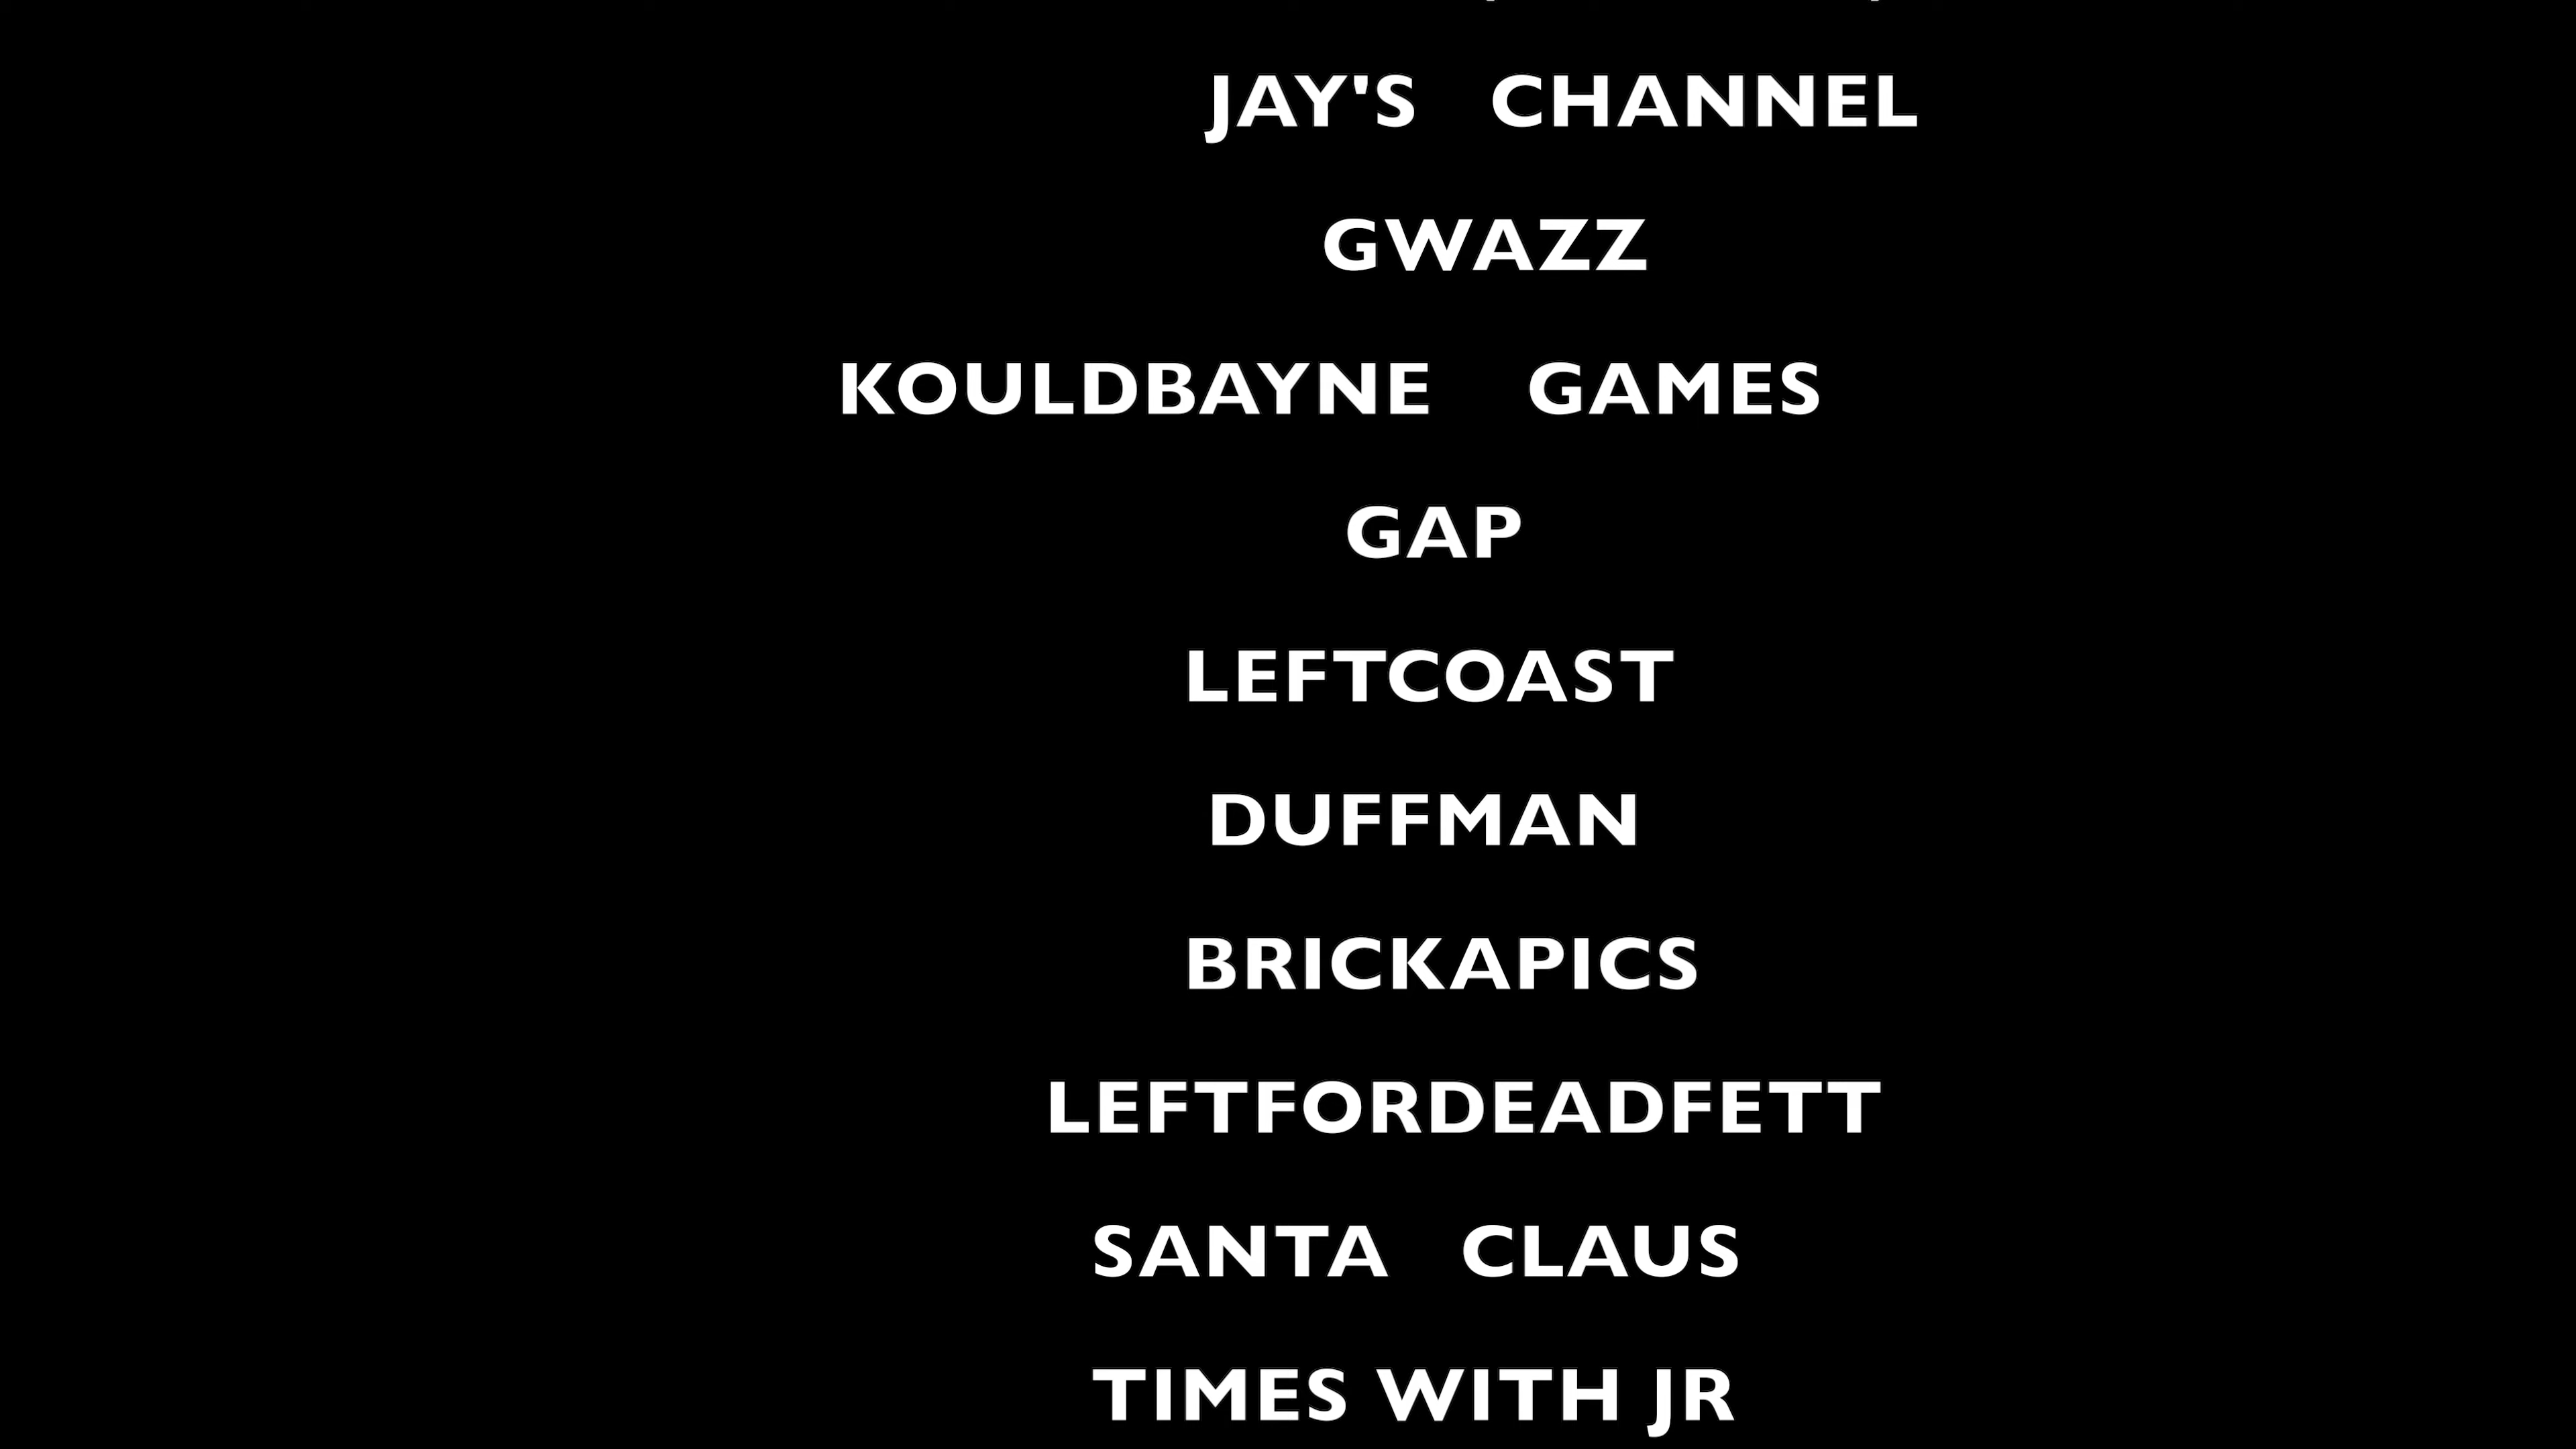 JAY'S CHANNEL
GWAZZ
KOULDBAYNE GAMES
GAP
LEFTCOAST
DUFFMAN
BRICKAPICS
LEFTFORDEADFETT
SANTA CLAUS
TIMES WITH JR